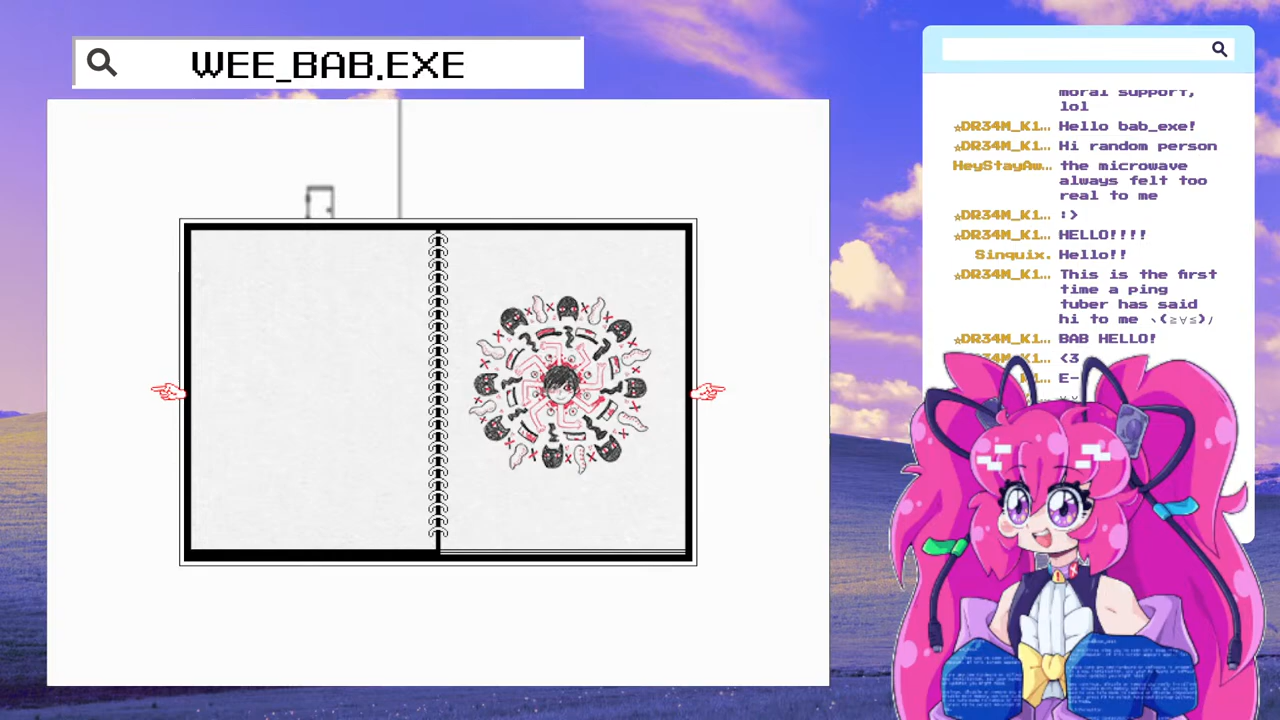 WEE_BAB.EXE
moral support,
lol
☆DR34M_K1… Hello bab_exe!
☆DR34M_K1… Hi random person
HeyStayAw… the microwave
always felt too
real to me
☆DR34M_K1… :>
☆DR34M_K1… HELLO!!!!
Sinquix. Hello!!
☆DR34M_K1… This is the first
time a ping
tuber has said
hi to me ヽ(≥∀≤)ﾉ
☆DR34M_K1… BAB HELLO!
<3
E-